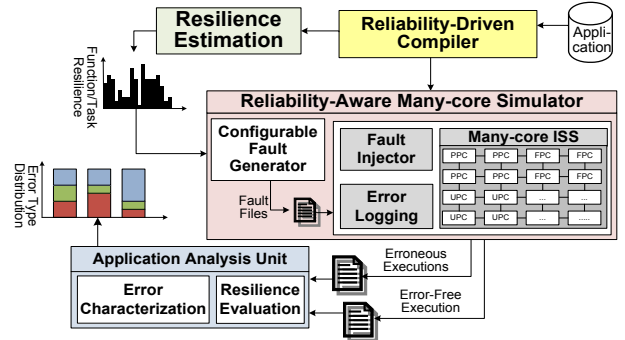 Resilience
Estimation
Reliability-Driven
Compiler
Appli-
cation
Function/Task
Resilience
Reliability-Aware Many-core Simulator
Configurable
Fault
Generator
Fault
Files
Fault
Injector
Error
Logging
Many-core ISS
PPC PPC FPC FPC
PPC PPC FPC FPC
UPC UPC ... ...
UPC UPC ... .....
Error Type
Distribution
Application Analysis Unit
Error
Characterization
Resilience
Evaluation
Erroneous
Executions
Error-Free
Execution